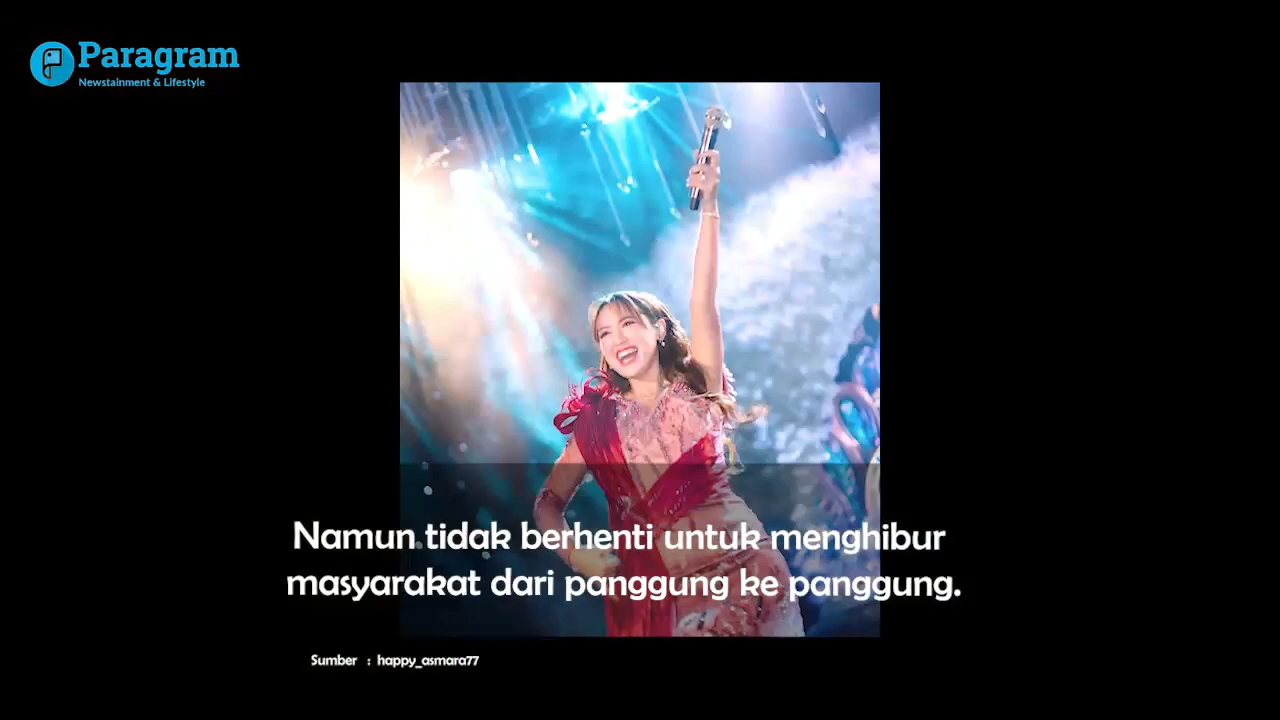 Paragram
Newstainment & Lifestyle
Namun tidak berhenti untuk menghibur
masyarakat dari panggung ke panggung.
Sumber : happy_asmara77